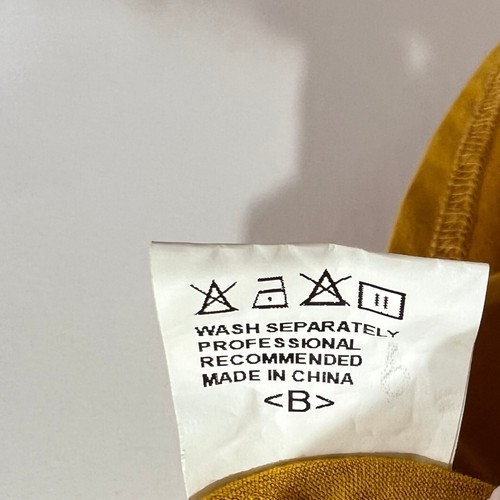 WASH SEPARATELY
PROFESSIONAL
RECOMMENDED
MADE IN CHINA
<B>